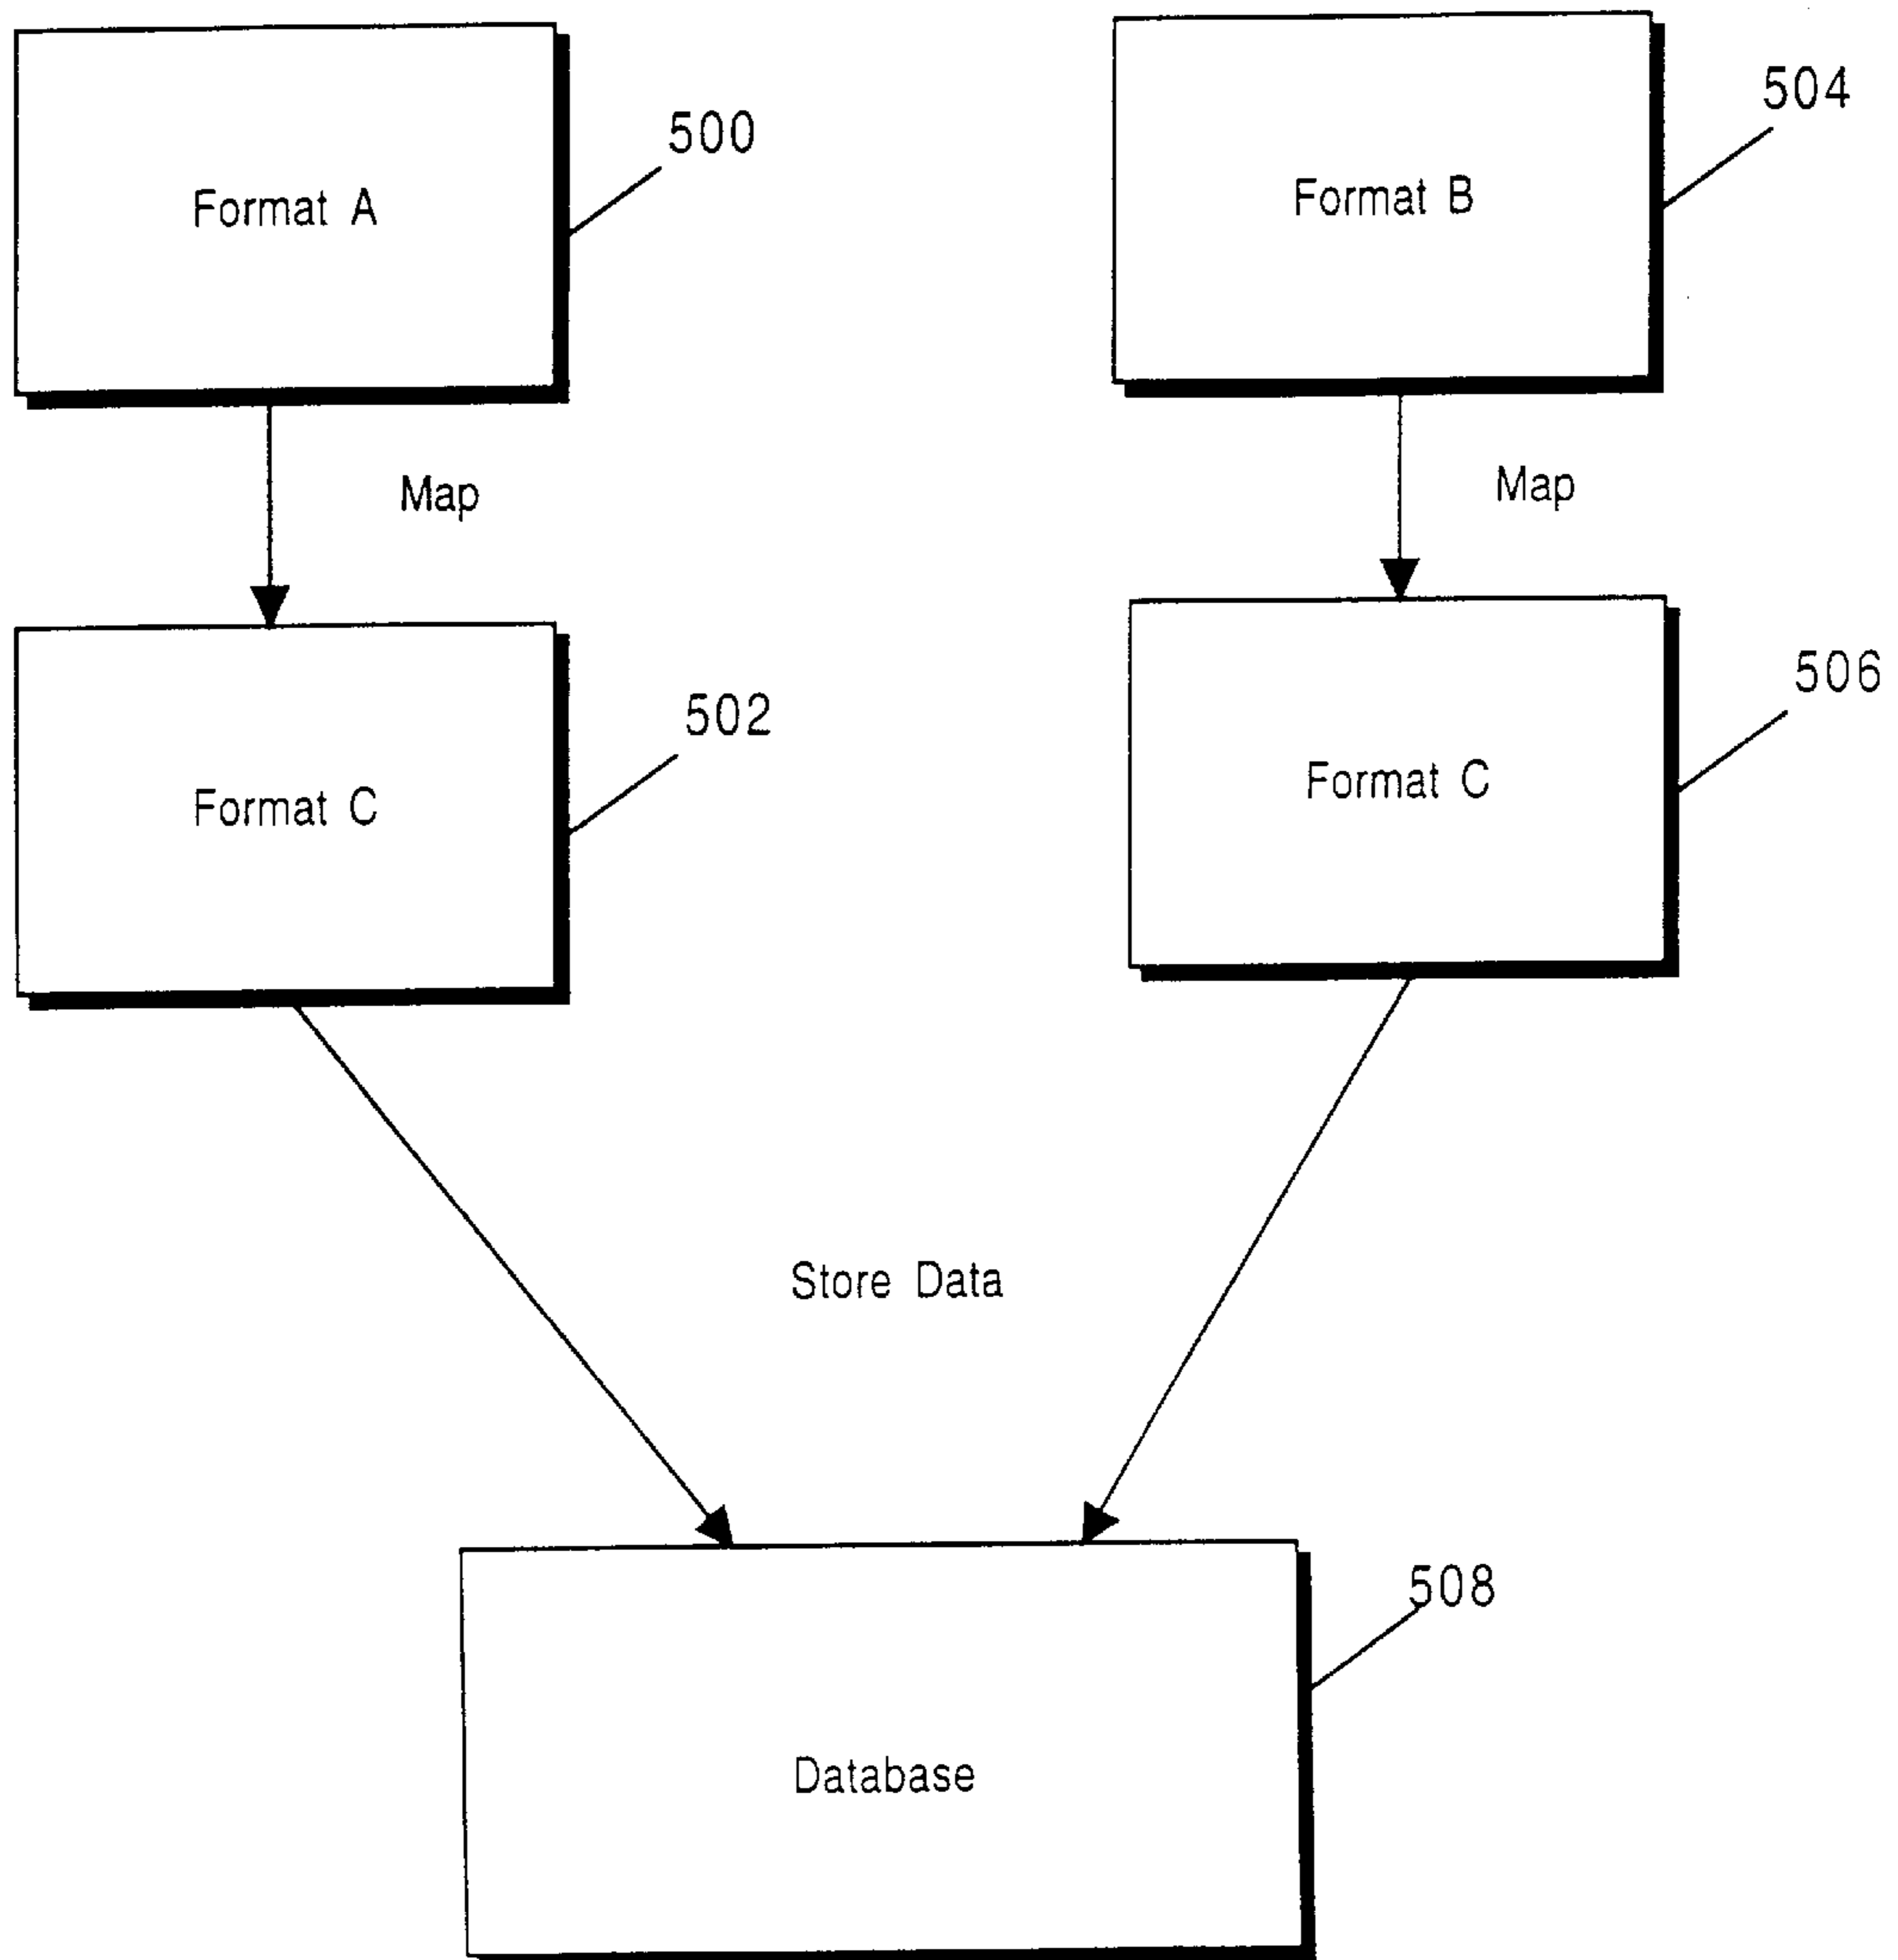 504
500
Format A
Format B
Map
Map
506
502
Format C
Format C
Store Data
508
Database